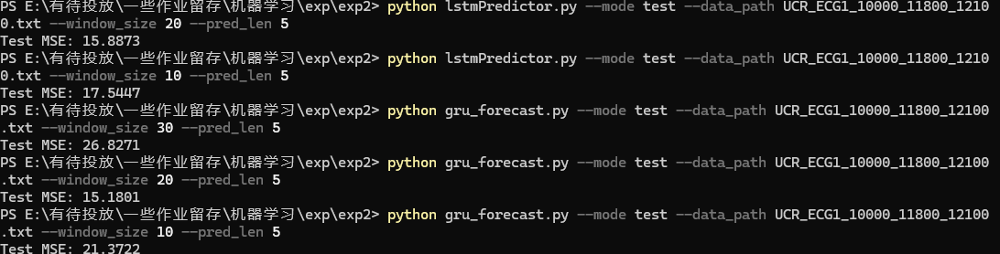 PS E:\有待投放\一些作业留存\机器学习\exp\exp2> python lstmPredictor.py --mode test --data_path UCR_ECG1_10000_11800_1210
0.txt --window_size 20 --pred_len 5
Test MSE: 15.8873
PS E:\有待投放\一些作业留存\机器学习\exp\exp2> python lstmPredictor.py --mode test --data_path UCR_ECG1_10000_11800_1210
0.txt --window_size 10 --pred_len 5
Test MSE: 17.5447
PS E:\有待投放\一些作业留存\机器学习\exp\exp2> python gru_forecast.py --mode test --data_path UCR_ECG1_10000_11800_12100
.txt --window_size 30 --pred_len 5
Test MSE: 26.8271
PS E:\有待投放\一些作业留存\机器学习\exp\exp2> python gru_forecast.py --mode test --data_path UCR_ECG1_10000_11800_12100
.txt --window_size 20 --pred_len 5
Test MSE: 15.1801
PS E:\有待投放\一些作业留存\机器学习\exp\exp2> python gru_forecast.py --mode test --data_path UCR_ECG1_10000_11800_12100
.txt --window_size 10 --pred_len 5
Test MSE: 21.3722